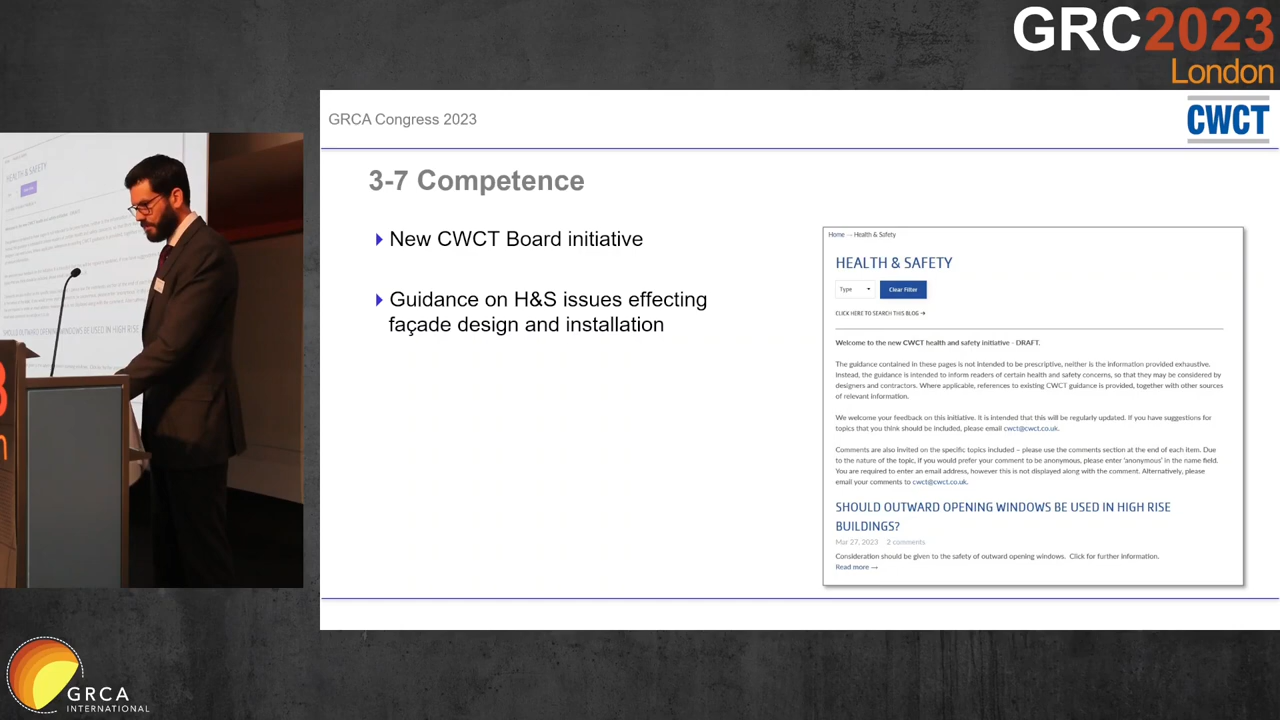 GRC2023
London
GRCA Congress 2023
CWCT
3-7 Competence
New CWCT Board initiative
Guidance on H&S issues effecting
façade design and installation
Home → Health & Safety
HEALTH & SAFETY
Type
Clear Filter
CLICK HERE TO SEARCH THIS BLOG →
Welcome to the new CWCT health and safety initiative - DRAFT.
The guidance contained in these pages is not intended to be prescriptive, neither is the information provided exhaustive.
Instead, the guidance is intended to inform readers of certain health and safety concerns, so that they may be considered by
designers and contractors. Where applicable, references to existing CWCT guidance is provided, together with other sources
of relevant information.
We welcome your feedback on this initiative. It is intended that this will be regularly updated. If you have suggestions for
topics that you think should be included, please email cwct@cwct.co.uk.
Comments are also invited on the specific topics included – please use the comments section at the end of each item. Due
to the nature of the topic, if you would prefer your comment to be anonymous, please enter 'anonymous' in the name field.
You are required to enter an email address, however this is not displayed along with the comment. Alternatively, please
email your comments to cwct@cwct.co.uk.
SHOULD OUTWARD OPENING WINDOWS BE USED IN HIGH RISE
BUILDINGS?
Mar 27, 2023 2 comments
Consideration should be given to the safety of outward opening windows. Click for further information.
Read more →
HEALTH & SAFETY
GRCA
INTERNATIONAL